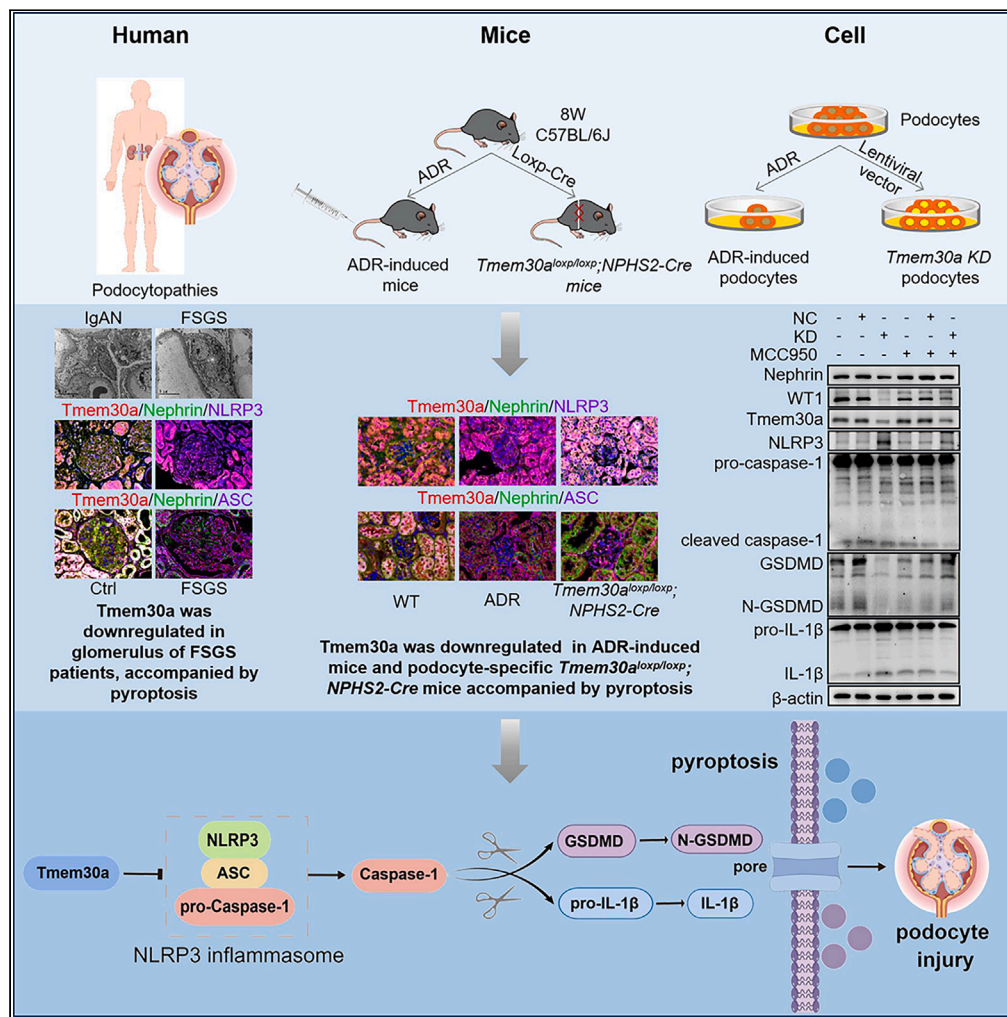 Human
Podocytopathies
Mice
8W
C57BL/6J
ADR
Loxp-Cre
ADR-induced
mice
Tmem30aloxp/loxp;NPHS2-Cre
mice
Cell
Podocytes
ADR
Lentiviral
vector
ADR-induced
podocytes
Tmem30a KD
podocytes
IgAN FSGS
Tmem30a/Nephrin/NLRP3
Tmem30a/Nephrin/ASC
Ctrl FSGS
Tmem30a was
downregulated in
glomerulus of FSGS
patients, accompanied by
pyroptosis
Tmem30a/Nephrin/NLRP3
Tmem30a/Nephrin/ASC
WT ADR Tmem30aloxp/loxp;
NPHS2-Cre
Tmem30a was downregulated in ADR-induced
mice and podocyte-specific Tmem30aloxp/loxp;
NPHS2-Cre mice accompanied by pyroptosis
NC - + - - + -
KD - - + - - +
MCC950 - - - + + +
Nephrin
WT1
Tmem30a
NLRP3
pro-caspase-1
cleaved caspase-1
GSDMD
N-GSDMD
pro-IL-1β
IL-1β
β-actin
Tmem30a
NLRP3
ASC
pro-Caspase-1
NLRP3 inflammasome
Caspase-1
GSDMD
N-GSDMD
pro-IL-1β
IL-1β
pyroptosis
pore
podocyte
injury